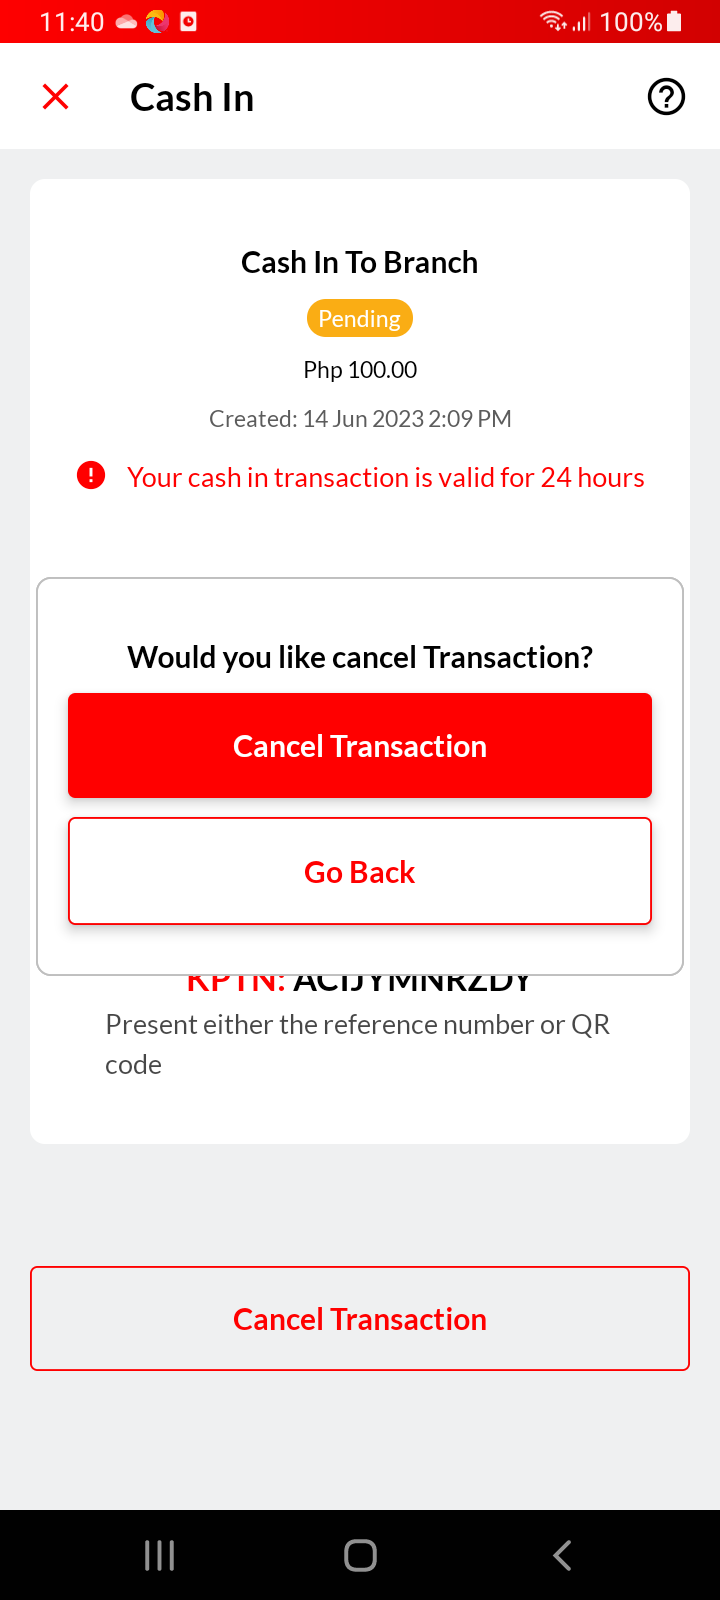 11:40
100%
Cash In
Cash In To Branch
Pending
Php 100.00
Created: 14 Jun 2023 2:09 PM
Your cash in transaction is valid for 24 hours
Would you like cancel Transaction?
Cancel Transaction
Go Back
KPTN:
Present either the reference number or QR
code
Cancel Transaction